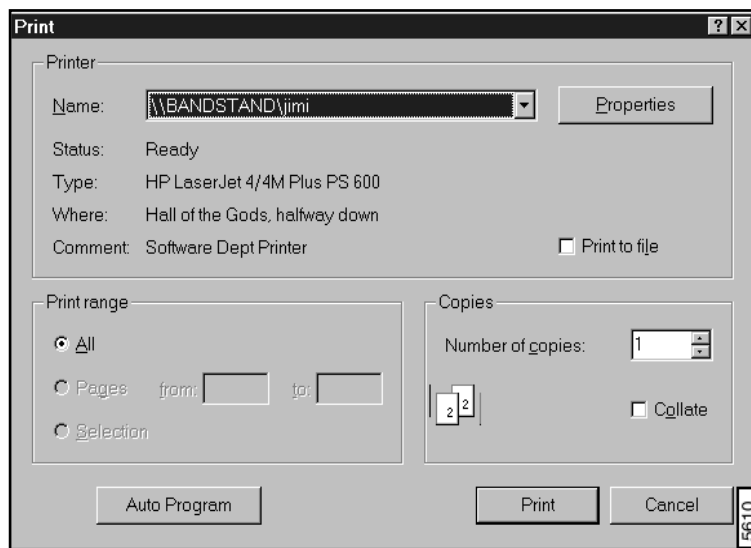 Print
Printer
Name: \\BANDSTAND\jimi Properties
Status: Ready
Type: HP LaserJet 4/4M Plus PS 600
Where: Hall of the Gods, halfway down
Comment: Software Dept Printer Print to file
Print range
All
Pages from: to:
Selection
Copies
Number of copies: 1
2 2
Collate
Auto Program Print Cancel
5610